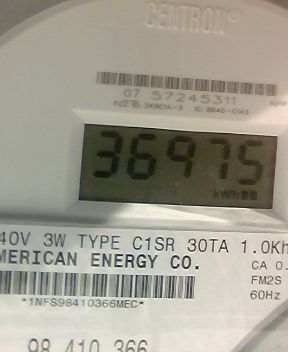 CENTRON®
07 57245311
36975
kWh
40V 3W TYPE C1SR 30TA 1.0Kh
MERICAN ENERGY CO.
CA 0.
FM2S
60Hz
*1NFS98410366MEC*
98 410 366